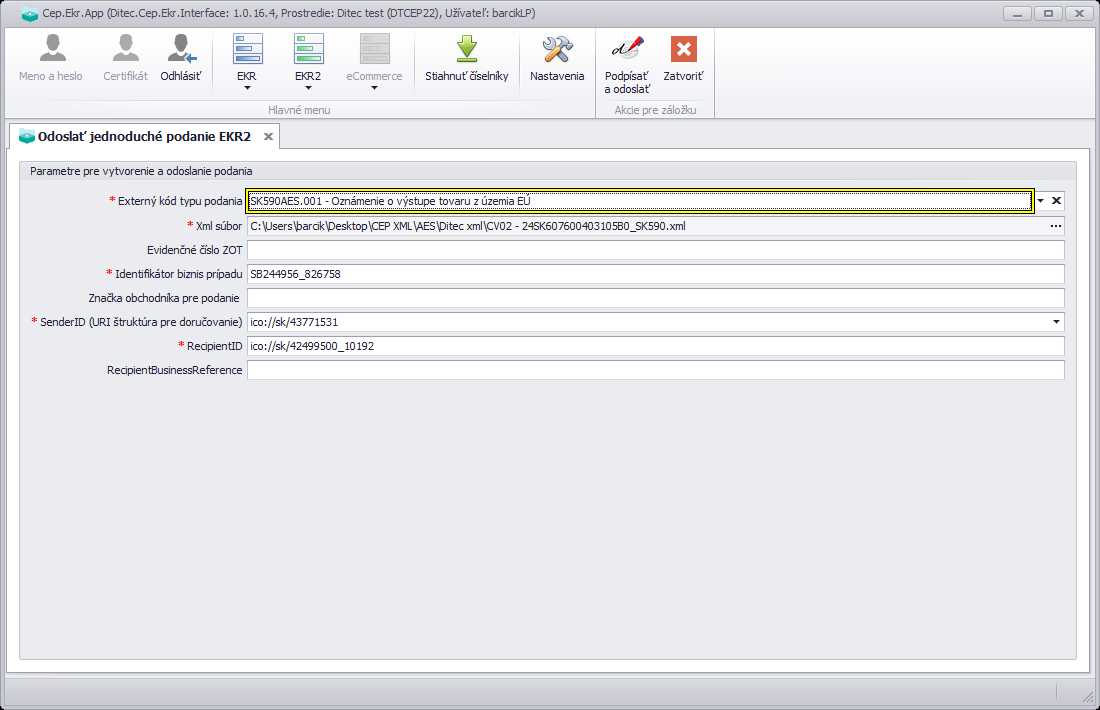 Cep.Ekr.App (Ditec.Cep.Ekr.Interface: 1.0.16.4, Prostredie: Ditec test (DTCEP22), Užívateľ: barcikLP)
Meno a heslo
Certifikát
Odhlásiť
EKR
EKR2
eCommerce
Stiahnuť číselníky
Nastavenia
Podpísať
a odoslať
Zatvoriť
Hlavné menu
Akcie pre záložku
Odoslať jednoduché podanie EKR2
Parametre pre vytvorenie a odoslanie podania
* Externý kód typu podania SK590AES.001 - Oznámenie o výstupe tovaru z územia EÚ
* Xml súbor C:\Users\barcik\Desktop\CEP XML\AES\Ditec xml\CV02 - 24SK607600403105B0_SK590.xml
Evidenčné číslo ZOT
* Identifikátor biznis prípadu SB244956_826758
Značka obchodníka pre podanie
* SenderID (URI štruktúra pre doručovanie) ico://sk/43771531
* RecipientID ico://sk/42499500_10192
RecipientBusinessReference